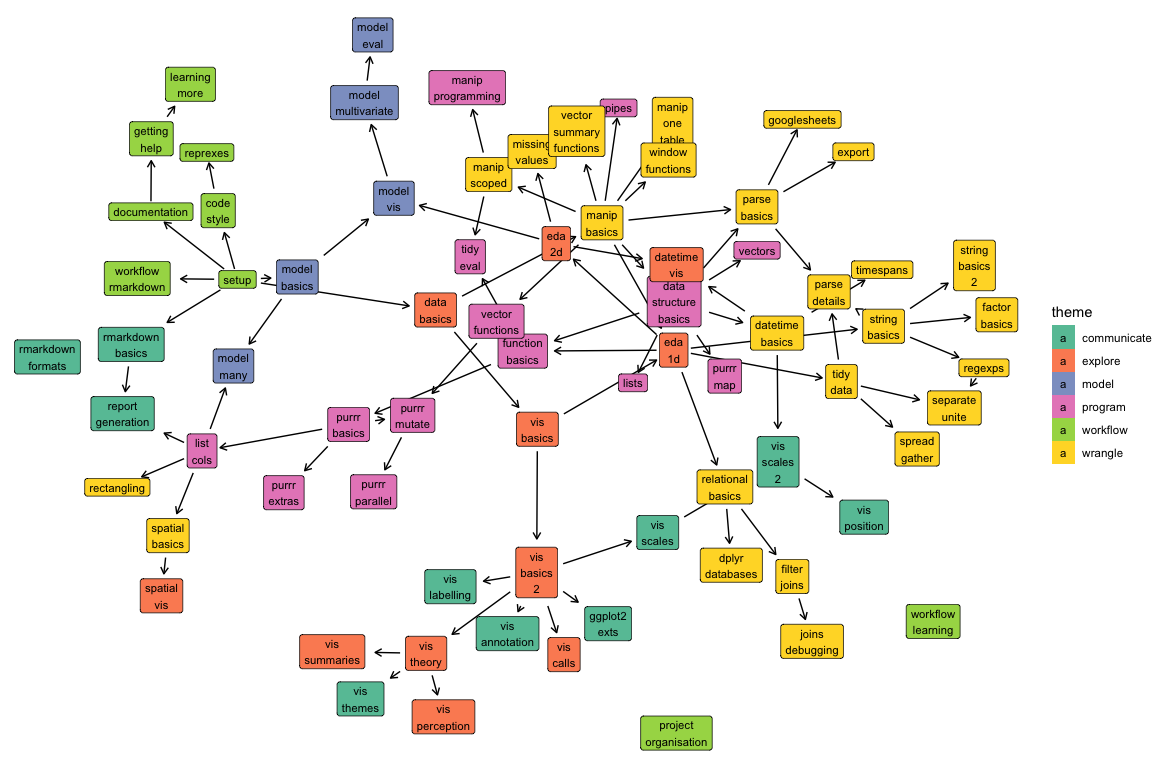 model
eval
learning
more
manip
programming
model
multivariate
pipes
vector
summary
functions
manip
one
table
googlesheets
getting
help
reprexes
missing
values
window
functions
export
manip
scoped
model
vis
documentation
code
style
manip
basics
parse
basics
eda
2d
tidy
eval
vectors
datetime
vis
string
basics
2
timespans
workflow
rmarkdown
setup
model
basics
data
structure
basics
parse
details
data
basics
vector
functions
function
basics
datetime
basics
string
basics
factor
basics
rmarkdown
formats
rmarkdown
basics
model
many
eda
1d
lists
purrr
map
tidy
data
regexps
report
generation
purrr
basics
purrr
mutate
vis
basics
separate
unite
list
cols
spread
gather
vis
scales
2
rectangling
purrr
extras
purrr
parallel
relational
basics
spatial
basics
vis
scales
vis
position
spatial
vis
vis
basics
2
vis
labelling
dplyr
databases
filter
joins
vis
annotation
ggplot2
exts
workflow
learning
vis
summaries
vis
theory
vis
calls
joins
debugging
vis
themes
vis
perception
project
organisation
theme
a communicate
a explore
a model
a program
a workflow
a wrangle